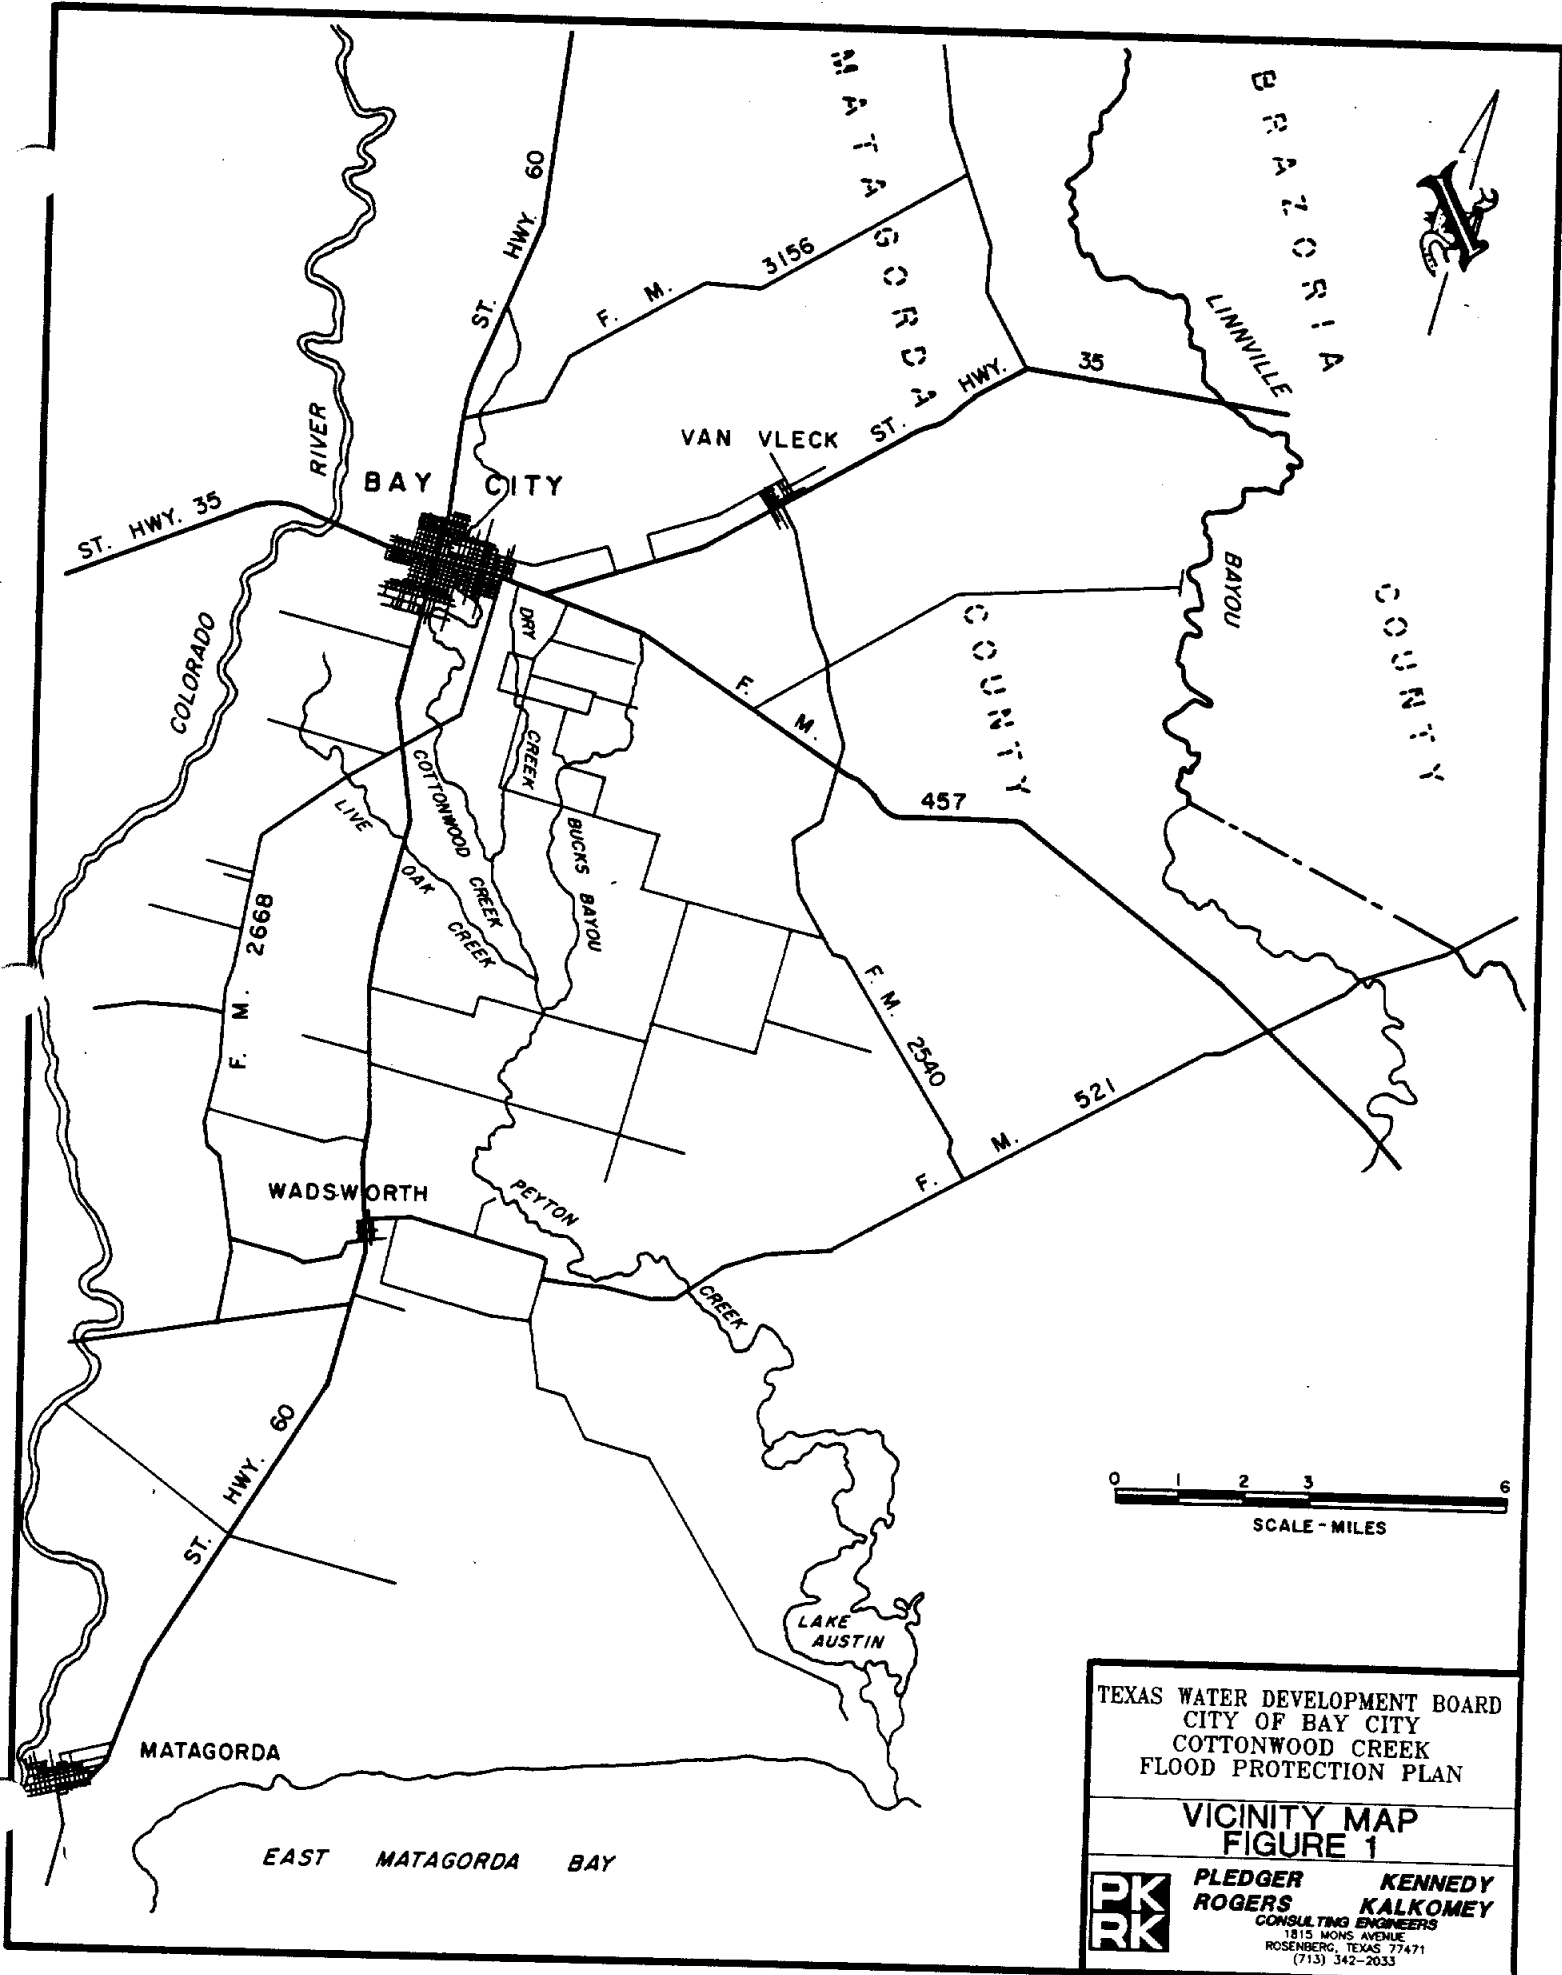 MATAGORDA
BRAZORIA
ST. HWY. 60
F. M. 3156
LINNVILLE
ST. HWY. 35
RIVER
VAN VLECK
BAY CITY
ST. HWY. 35
BAYOU
COUNTY
COUNTY
COLORADO
DRY
CREEK
F. M. 457
COTTONWOOD CREEK
LIVE OAK CREEK
BUCKS BAYOU
F. M. 2668
F. M. 2540
F. M. 521
WADSWORTH
PEYTON
CREEK
ST. HWY. 60
0 1 2 3 6
SCALE-MILES
LAKE
AUSTIN
MATAGORDA
EAST MATAGORDA BAY
TEXAS WATER DEVELOPMENT BOARD
CITY OF BAY CITY
COTTONWOOD CREEK
FLOOD PROTECTION PLAN
VICINITY MAP
FIGURE 1
PK
RK
PLEDGER KENNEDY
ROGERS KALKOMEY
CONSULTING ENGINEERS
1815 MONS AVENUE
ROSENBERG, TEXAS 77471
(713) 342-2033